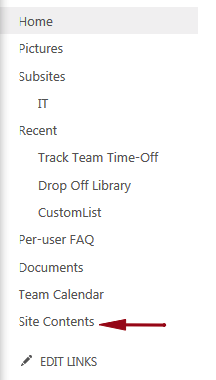 Home
Pictures
Subsites
IT
Recent
Track Team Time-Off
Drop Off Library
CustomList
Per-user FAQ
Documents
Team Calendar
Site Contents
EDIT LINKS